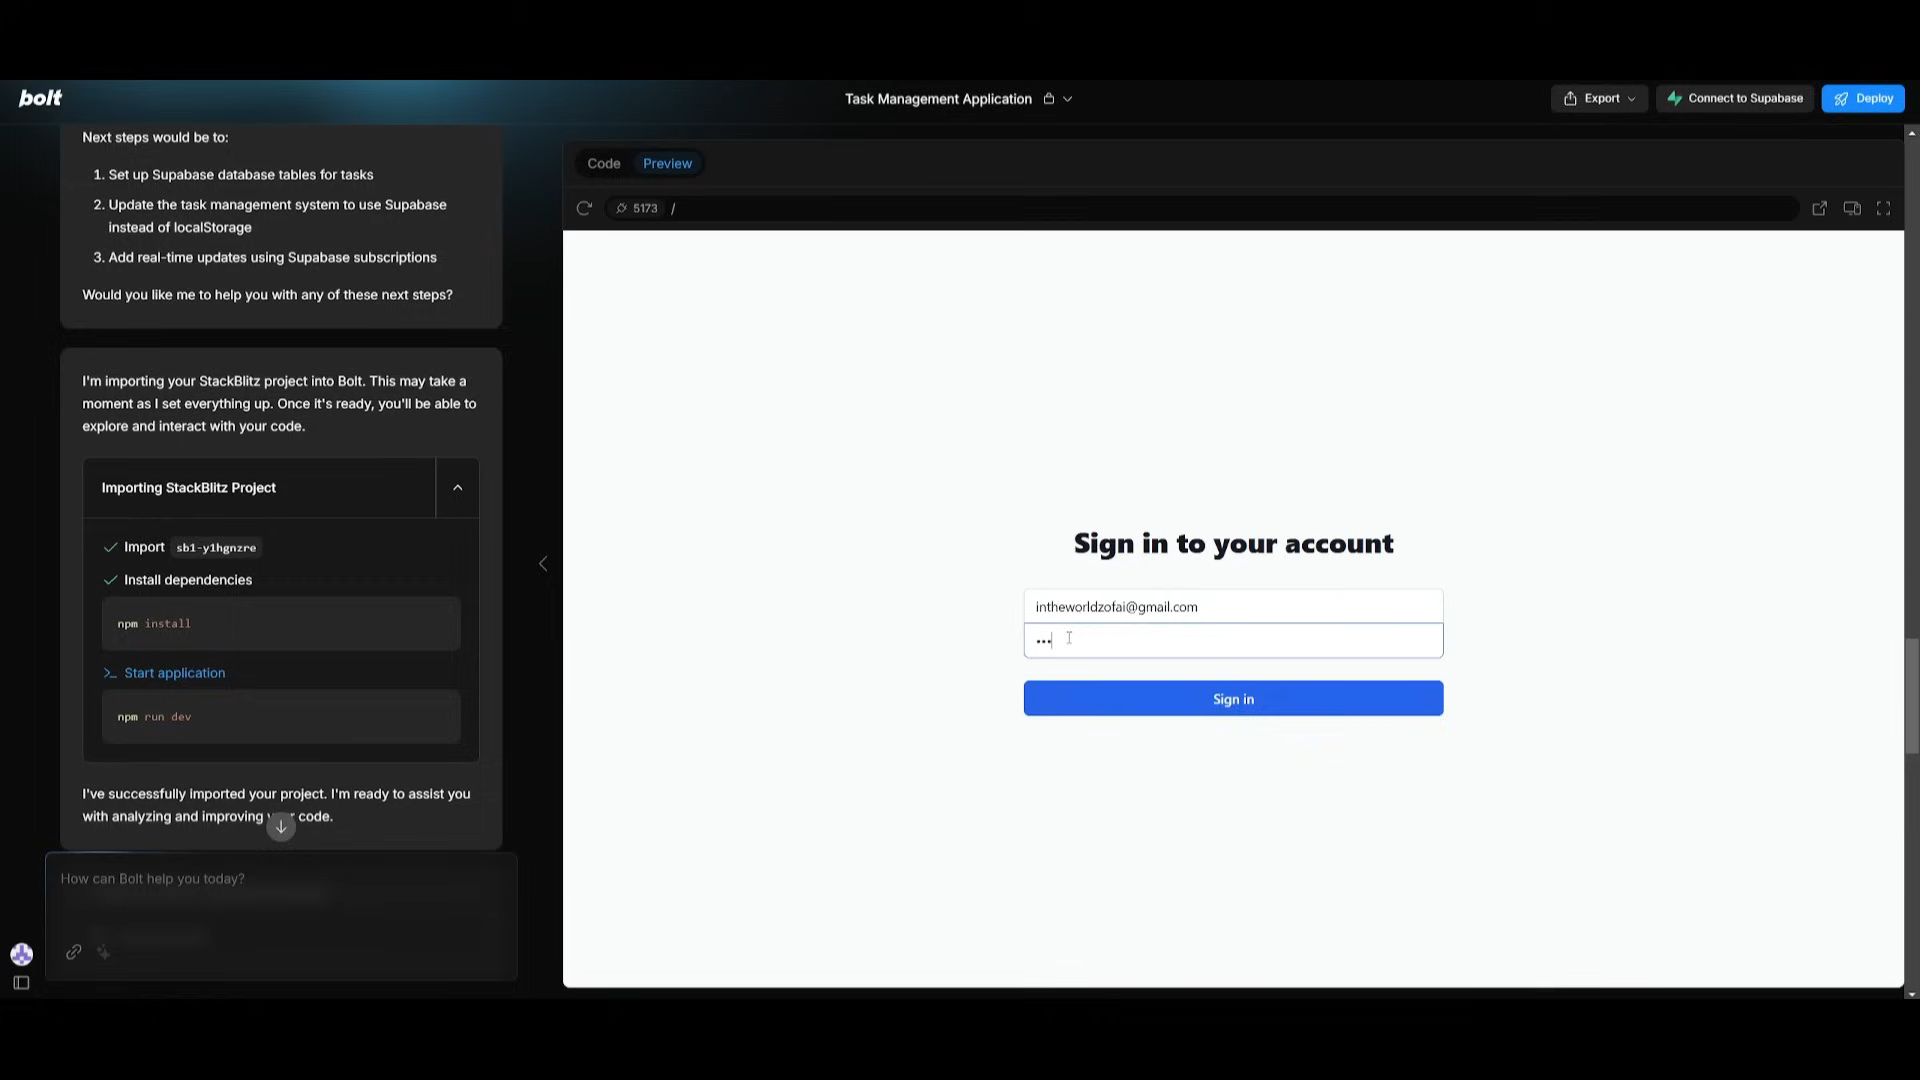 bolt
Task Management Application
Export
Connect to Supabase
Deploy
Next steps would be to:
1. Set up Supabase database tables for tasks
2. Update the task management system to use Supabase
instead of localStorage
3. Add real-time updates using Supabase subscriptions
Would you like me to help you with any of these next steps?
I'm importing your StackBlitz project into Bolt. This may take a
moment as I set everything up. Once it's ready, you'll be able to
explore and interact with your code.
Importing StackBlitz Project
Import sb1-y1hgnzre
Install dependencies
npm install
Start application
npm run dev
I've successfully imported your project. I'm ready to assist you
with analyzing and improving code.
How can Bolt help you today?
Code Preview
5173 /
Sign in to your account
intheworldzofai@gmail.com
•••
Sign in